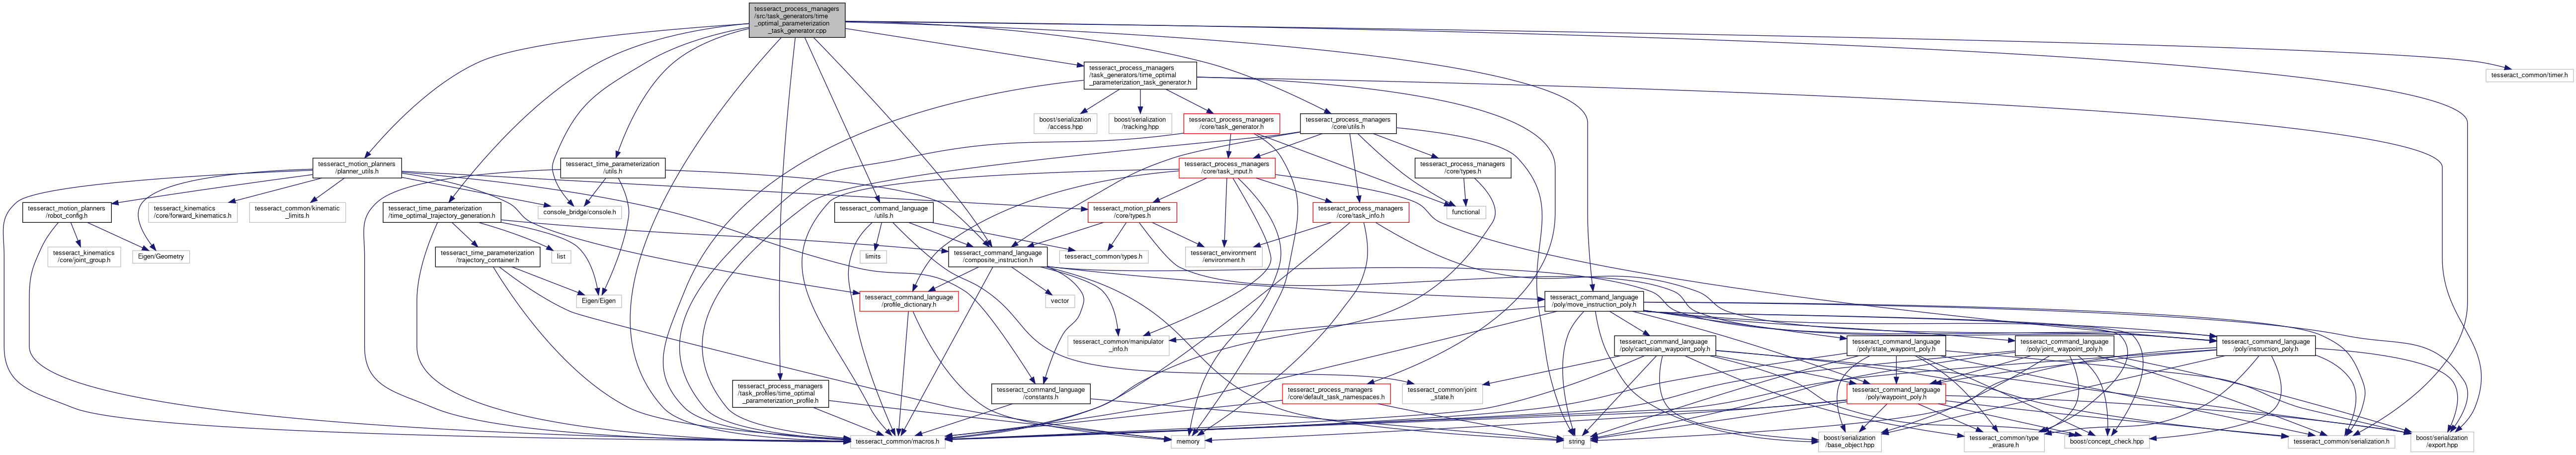 tesseract_process_managers
/src/task_generators/time
_optimal_parameterization
_task_generator.cpp
tesseract_process_managers
/task_generators/time_optimal
_parameterization_task_generator.h
tesseract_common/timer.h
boost/serialization
/access.hpp
boost/serialization
/tracking.hpp
tesseract_process_managers
/core/task_generator.h
tesseract_process_managers
/core/utils.h
tesseract_motion_planners
/planner_utils.h
tesseract_time_parameterization
/utils.h
tesseract_process_managers
/core/task_input.h
tesseract_process_managers
/core/types.h
tesseract_motion_planners
/robot_config.h
tesseract_kinematics
/core/forward_kinematics.h
tesseract_common/kinematic
_limits.h
tesseract_time_parameterization
/time_optimal_trajectory_generation.h
console_bridge/console.h
tesseract_command_language
/utils.h
tesseract_motion_planners
/core/types.h
tesseract_process_managers
/core/task_info.h
functional
tesseract_kinematics
/core/joint_group.h
Eigen/Geometry
tesseract_time_parameterization
/trajectory_container.h
list
limits
tesseract_command_language
/composite_instruction.h
tesseract_common/types.h
tesseract_environment
/environment.h
Eigen/Eigen
tesseract_command_language
/profile_dictionary.h
vector
tesseract_command_language
/poly/move_instruction_poly.h
tesseract_common/manipulator
_info.h
tesseract_command_language
/poly/cartesian_waypoint_poly.h
tesseract_command_language
/poly/state_waypoint_poly.h
tesseract_command_language
/poly/joint_waypoint_poly.h
tesseract_command_language
/poly/instruction_poly.h
tesseract_process_managers
/task_profiles/time_optimal
_parameterization_profile.h
tesseract_command_language
/constants.h
tesseract_process_managers
/core/default_task_namespaces.h
tesseract_common/joint
_state.h
tesseract_command_language
/poly/waypoint_poly.h
tesseract_common/macros.h
memory
string
boost/serialization
/base_object.hpp
tesseract_common/type
_erasure.h
boost/concept_check.hpp
tesseract_common/serialization.h
boost/serialization
/export.hpp